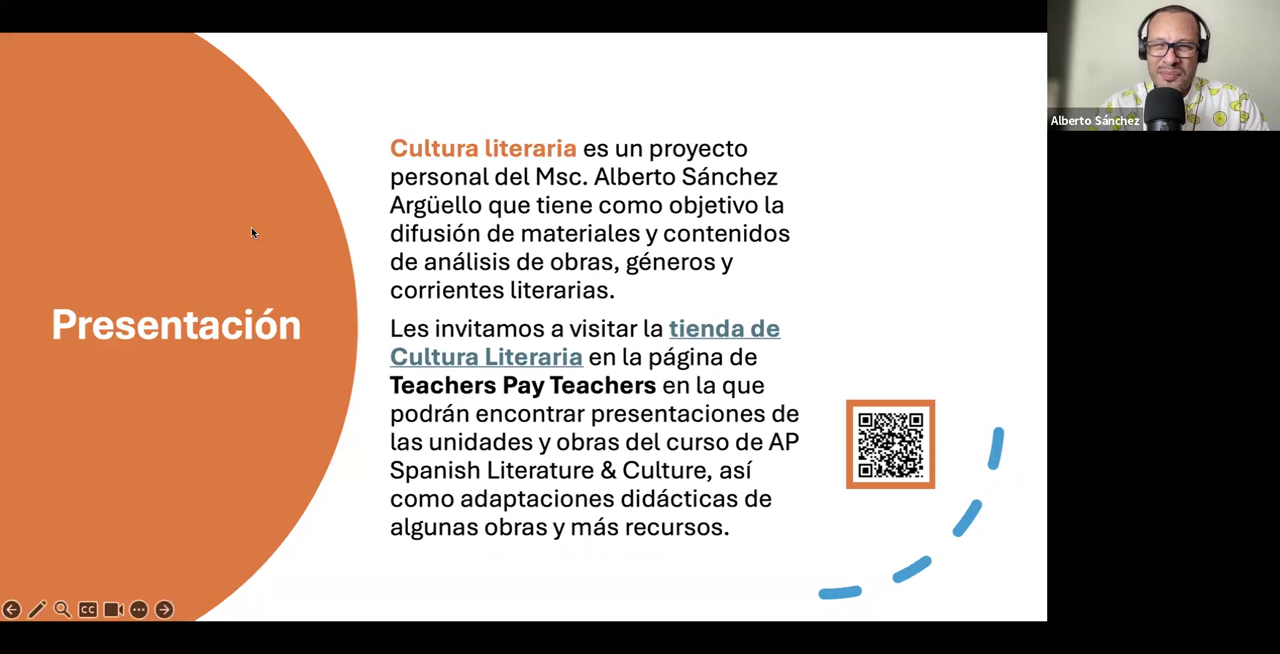 Alberto Sánchez
Presentación
Cultura literaria es un proyecto
personal del Msc. Alberto Sánchez
Argüello que tiene como objetivo la
difusión de materiales y contenidos
de análisis de obras, géneros y
corrientes literarias.
Les invitamos a visitar la tienda de
Cultura Literaria en la página de
Teachers Pay Teachers en la que
podrán encontrar presentaciones de
las unidades y obras del curso de AP
Spanish Literature & Culture, así
como adaptaciones didácticas de
algunas obras y más recursos.
CC